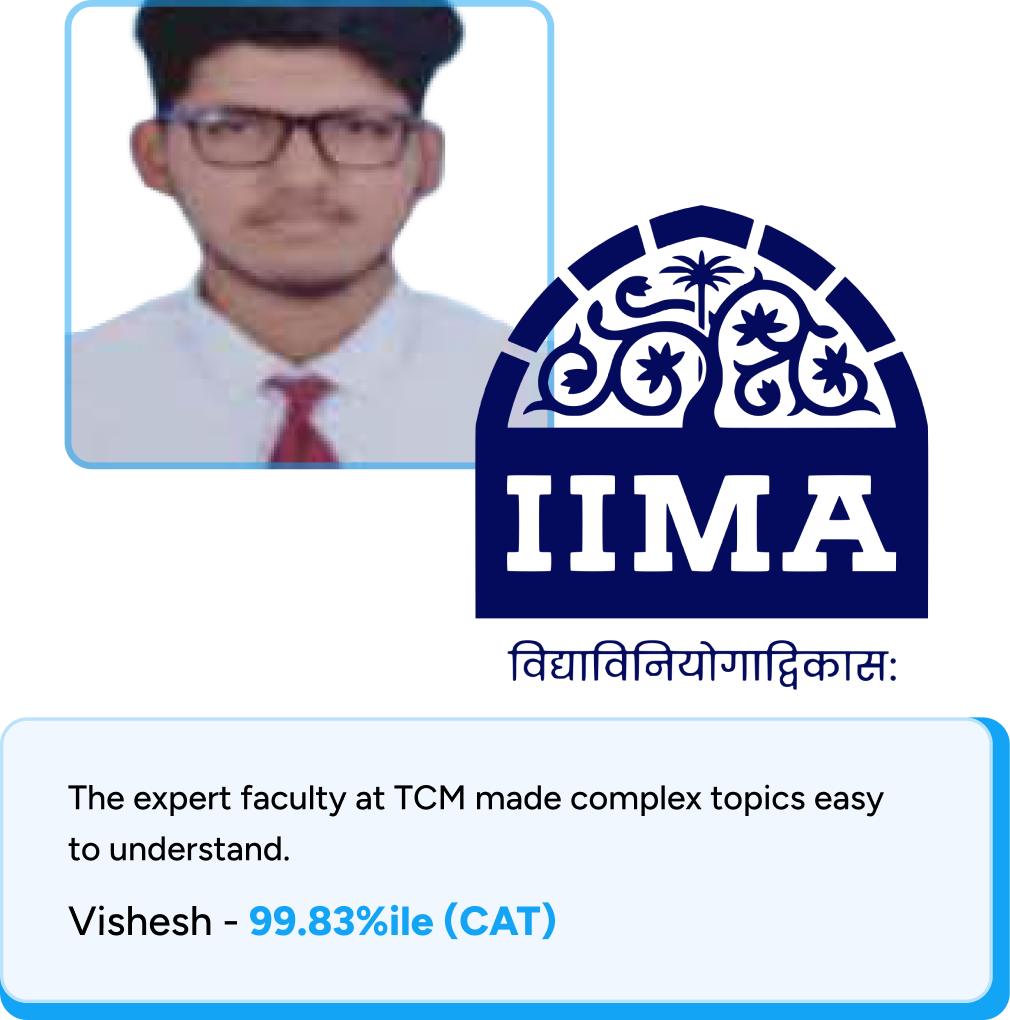 IIMA
विद्याविनियोगाद्विकास:
The expert faculty at TCM made complex topics easy
to understand.
Vishesh - 99.83%ile (CAT)